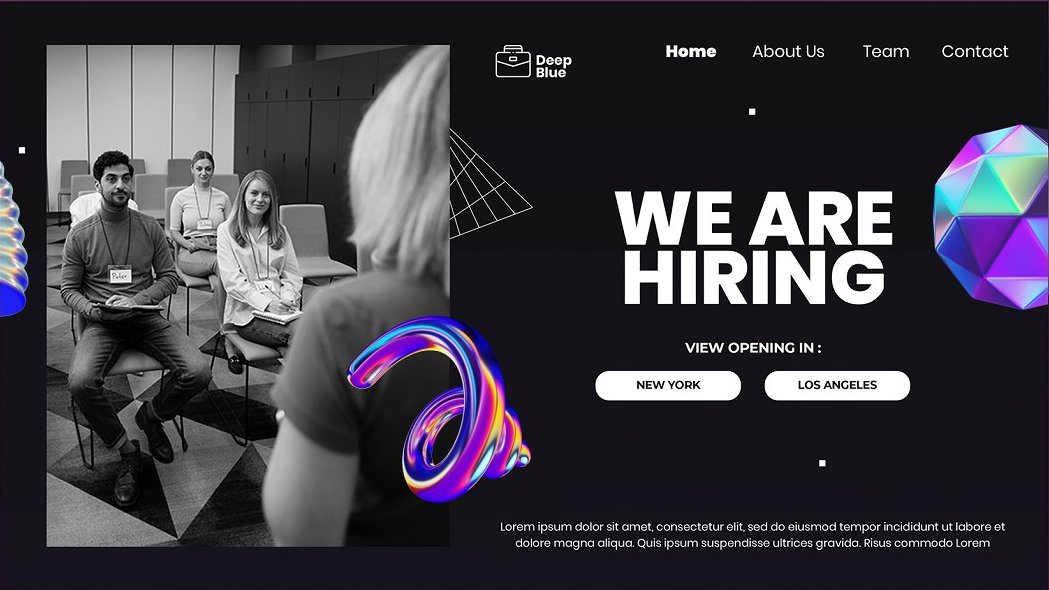 Deep
Blue
Home About Us Team Contact
WE ARE
HIRING
VIEW OPENING IN :
NEW YORK LOS ANGELES
Peter
Lorem ipsum dolor sit amet, consectetur elit, sed do eiusmod tempor incididunt ut labore et
dolore magna aliqua. Quis ipsum suspendisse ultrices gravida. Risus commodo Lorem